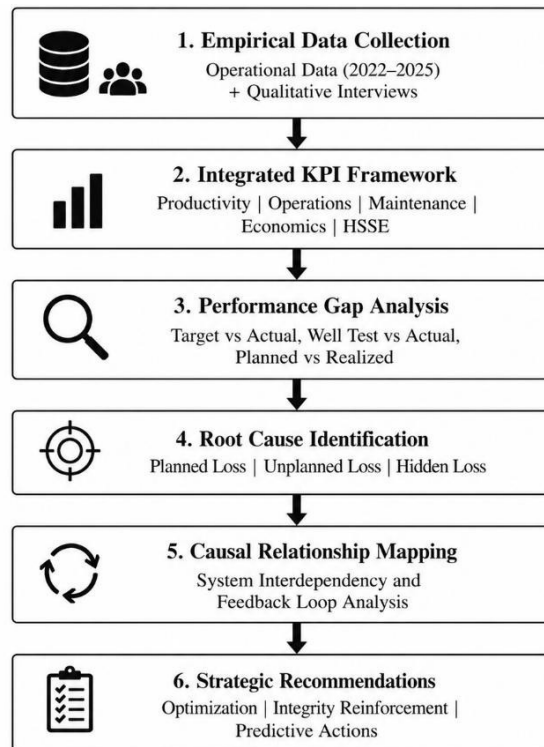 1. Empirical Data Collection
Operational Data (2022–2025)
+ Qualitative Interviews
2. Integrated KPI Framework
Productivity | Operations | Maintenance |
Economics | HSSE
3. Performance Gap Analysis
Target vs Actual, Well Test vs Actual,
Planned vs Realized
4. Root Cause Identification
Planned Loss | Unplanned Loss | Hidden Loss
5. Causal Relationship Mapping
System Interdependency and
Feedback Loop Analysis
6. Strategic Recommendations
Optimization | Integrity Reinforcement |
Predictive Actions